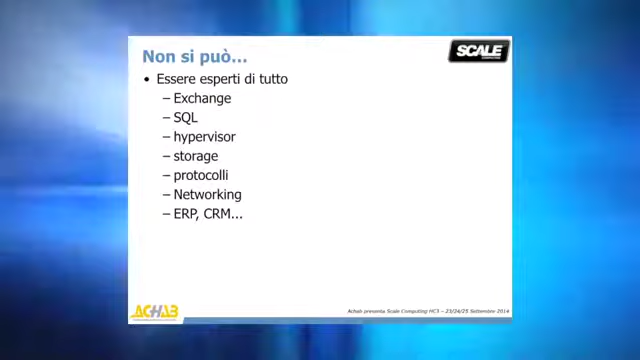 Non si può...
SCALE
• Essere esperti di tutto
– Exchange
– SQL
– hypervisor
– storage
– protocolli
– Networking
– ERP, CRM...
ACHAB
Achab presenta Scale Computing HC3 – 23/24/25 Settembre 2014